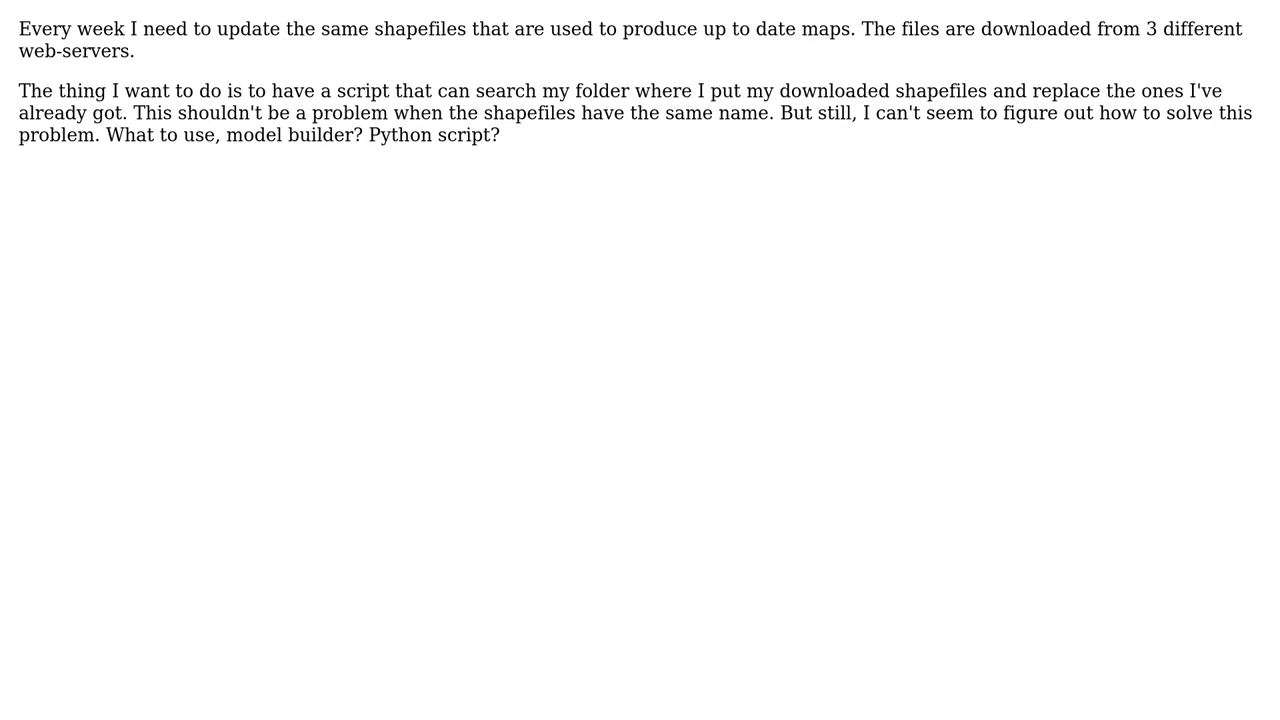 Every week I need to update the same shapefiles that are used to produce up to date maps. The files are downloaded from 3 different
web-servers.
The thing I want to do is to have a script that can search my folder where I put my downloaded shapefiles and replace the ones I've
already got. This shouldn't be a problem when the shapefiles have the same name. But still, I can't seem to figure out how to solve this
problem. What to use, model builder? Python script?